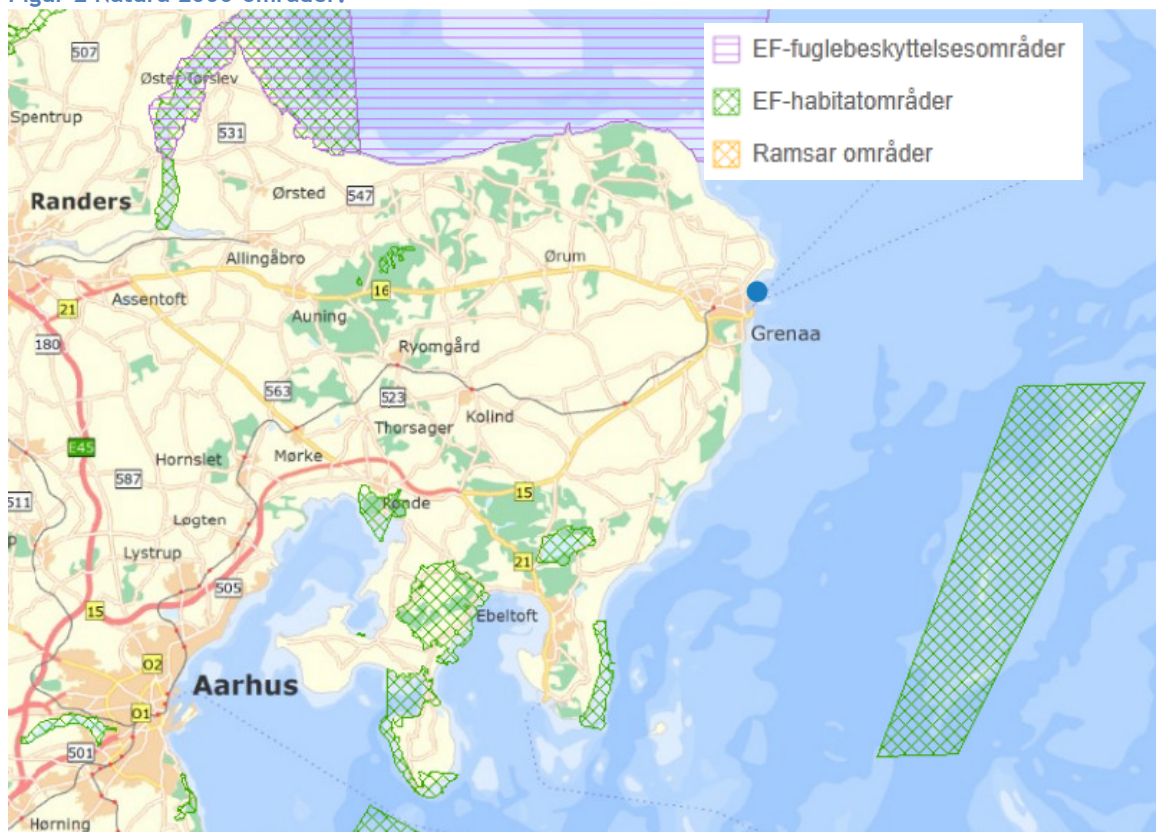 Figur 2 Natura 2000-områder.
EF-fuglebeskyttelsesområder
EF-habitatområder
Ramsar områder
507
Øster Tørslev
Spentrup
531
Randers
Ørsted
547
Allingåbro
Ørum
16
Assentoft
21
Auning
Grenaa
180
Ryomgård
563
523
Kolind
Thorsager
E45
Hornslet
Mørke
587
15
511
Rønde
Løgten
Lystrup
21
505
15
Ebeltoft
O2
Aarhus
O1
501
Hørning